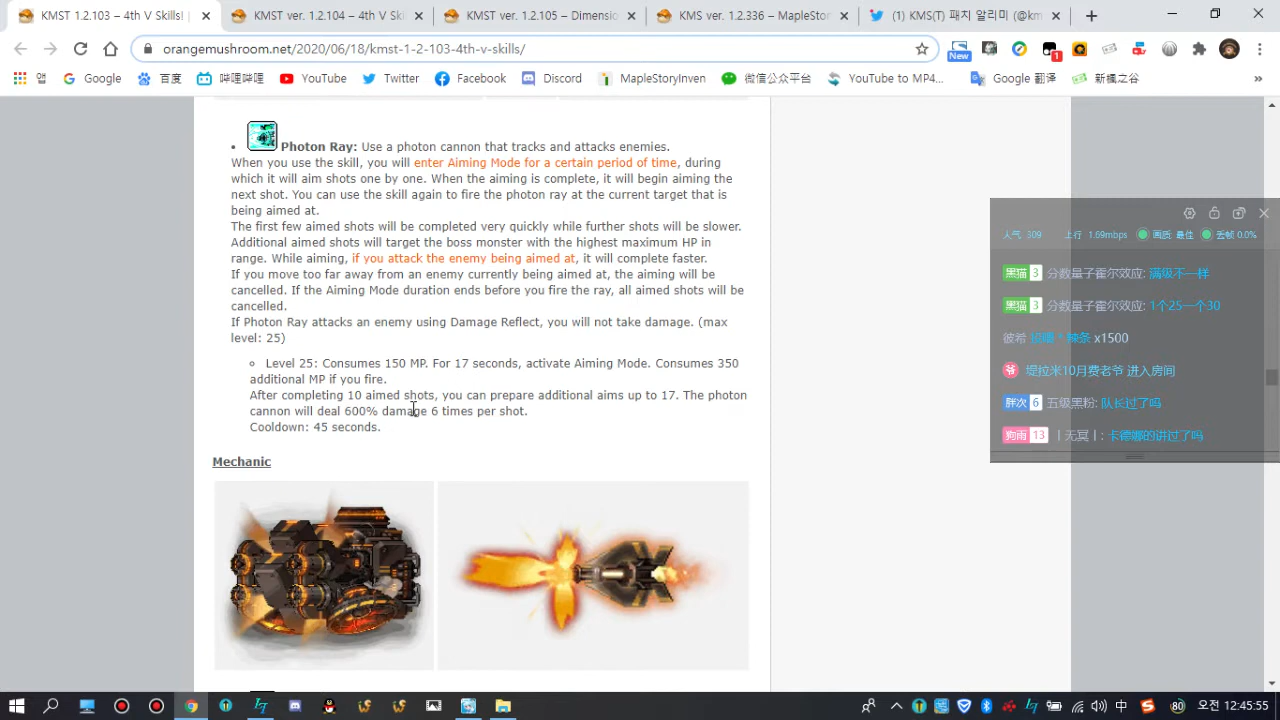 KMST 1.2.103 – 4th V Skills!
KMST ver. 1.2.104 – 4th V Ski
KMST ver. 1.2.105 – Dimensio
KMS ver. 1.2.336 – MapleStor
(1) KMS(T) 패치 알리미 (@km
orangemushroom.net/2020/06/18/kmst-1-2-103-4th-v-skills/
New
1
앱
Google
百度
哔哩哔哩
YouTube
Twitter
Facebook
Discord
MapleStoryInven
微信公众平台
YouTube to MP4...
Google 翻译
新楓之谷
»
Photon Ray: Use a photon cannon that tracks and attacks enemies.
When you use the skill, you will enter Aiming Mode for a certain period of time, during
which it will aim shots one by one. When the aiming is complete, it will begin aiming the
next shot. You can use the skill again to fire the photon ray at the current target that is
being aimed at.
The first few aimed shots will be completed very quickly while further shots will be slower.
Additional aimed shots will target the boss monster with the highest maximum HP in
range. While aiming, if you attack the enemy being aimed at, it will complete faster.
If you move too far away from an enemy currently being aimed at, the aiming will be
cancelled. If the Aiming Mode duration ends before you fire the ray, all aimed shots will be
cancelled.
If Photon Ray attacks an enemy using Damage Reflect, you will not take damage. (max
level: 25)
Level 25: Consumes 150 MP. For 17 seconds, activate Aiming Mode. Consumes 350
additional MP if you fire.
After completing 10 aimed shots, you can prepare additional aims up to 17. The photon
cannon will deal 600% damage 6 times per shot.
Cooldown: 45 seconds.
Mechanic
人气 309 上行 1.69mbps 画质 最佳 丢帧 0.0%
黑猫 3 分数量子霍尔效应: 满级不一样
黑猫 3 分数量子霍尔效应: 1个25一个30
彼希 投喂 辣条 x1500
爷 堤拉米10月费老爷 进入房间
胖次 6 五级黑粉: 队长过了吗
狗雨 13 丨无冥丨: 卡德娜的讲过了吗
中
80
오전 12:45:55